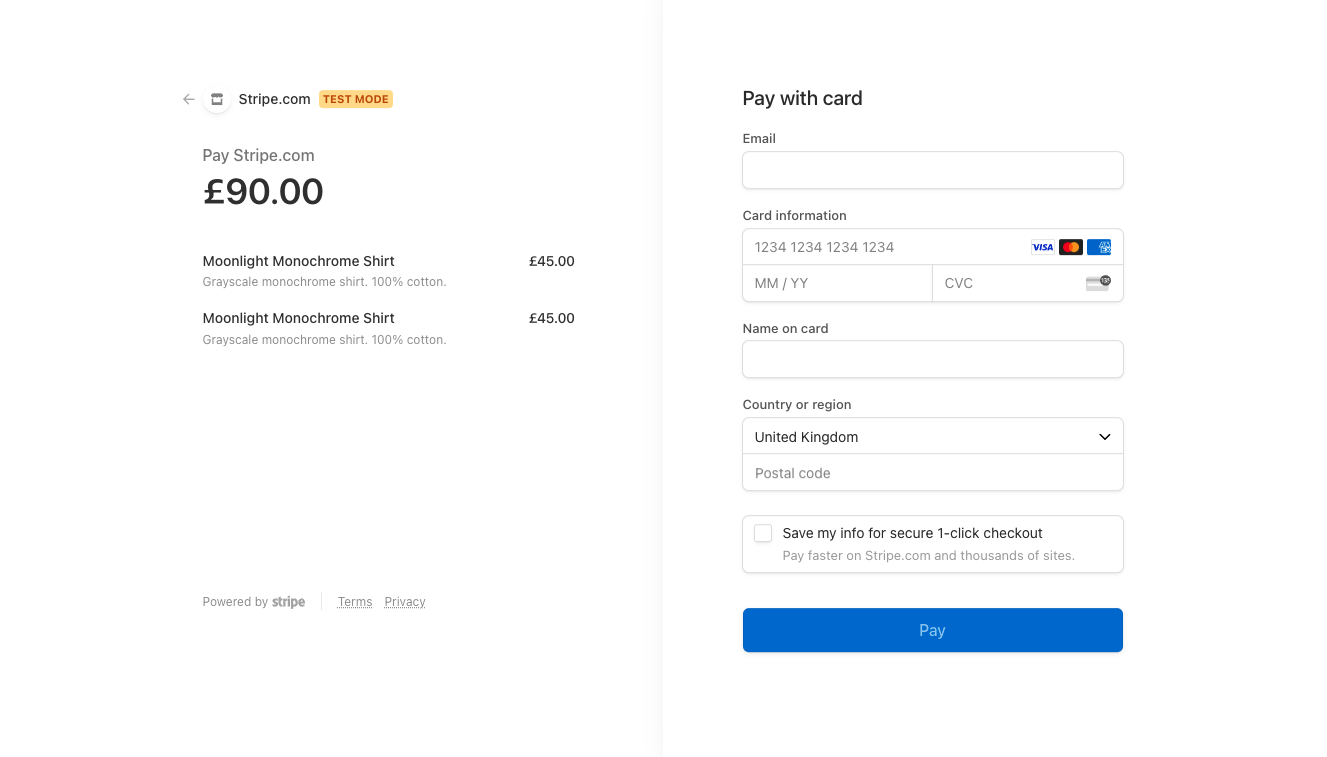 Stripe.com TEST MODE
Pay Stripe.com
£90.00
Moonlight Monochrome Shirt £45.00
Grayscale monochrome shirt. 100% cotton.
Moonlight Monochrome Shirt £45.00
Grayscale monochrome shirt. 100% cotton.
Powered by stripe Terms Privacy
Pay with card
Email
Card information
1234 1234 1234 1234 VISA
MM / YY CVC
Name on card
Country or region
United Kingdom
Postal code
Save my info for secure 1-click checkout
Pay faster on Stripe.com and thousands of sites.
Pay